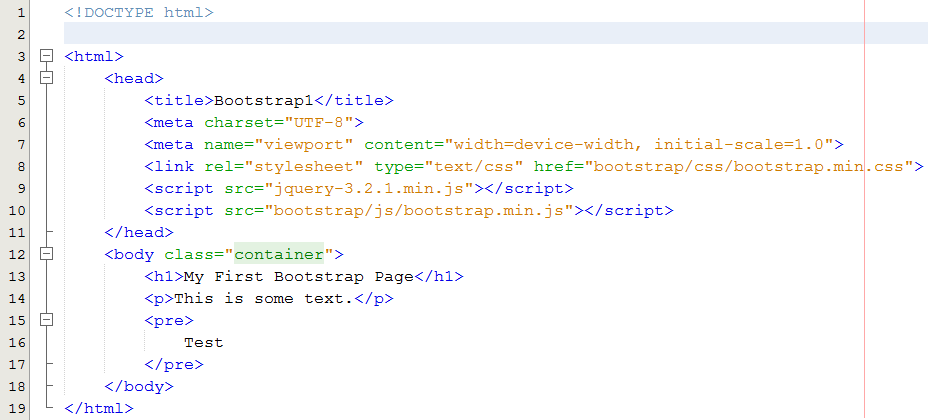 1 <!DOCTYPE html>
2
3 <html>
4     <head>
5         <title>Bootstrap1</title>
6         <meta charset="UTF-8">
7         <meta name="viewport" content="width=device-width, initial-scale=1.0">
8         <link rel="stylesheet" type="text/css" href="bootstrap/css/bootstrap.min.css">
9         <script src="jquery-3.2.1.min.js"></script>
10         <script src="bootstrap/js/bootstrap.min.js"></script>
11     </head>
12     <body class="container">
13         <h1>My First Bootstrap Page</h1>
14         <p>This is some text.</p>
15         <pre>
16             Test
17         </pre>
18     </body>
19 </html>